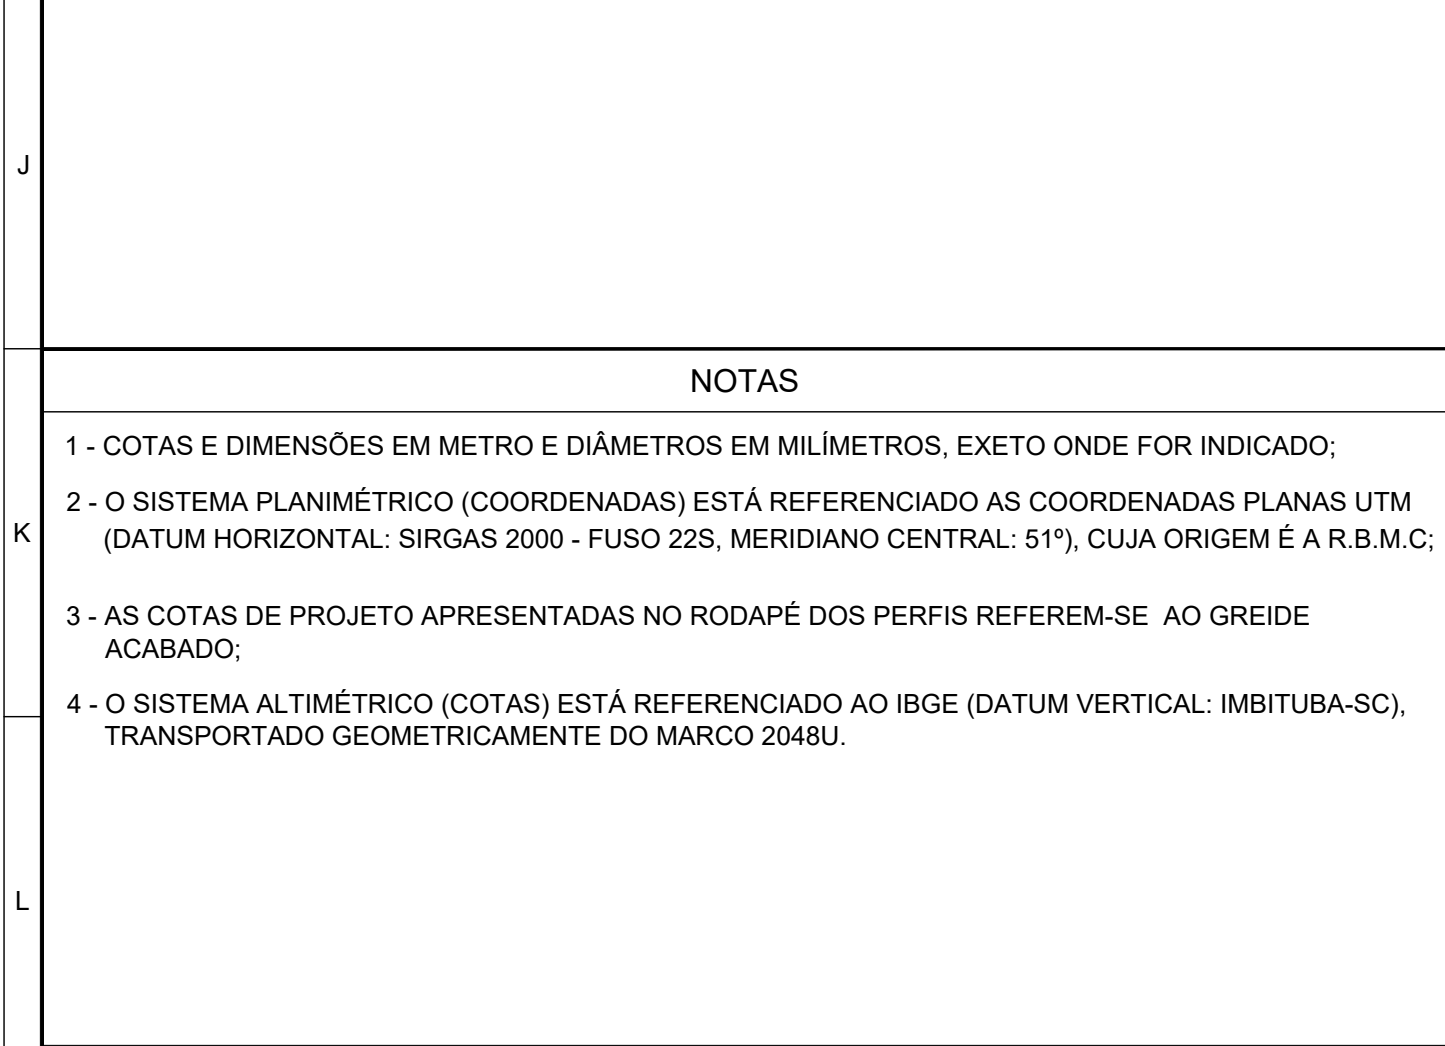 J
NOTAS
1 - COTAS E DIMENSÕES EM METRO E DIÂMETROS EM MILÍMETROS, EXETO ONDE FOR INDICADO;
2 - O SISTEMA PLANIMÉTRICO (COORDENADAS) ESTÁ REFERENCIADO AS COORDENADAS PLANAS UTM
K
(DATUM HORIZONTAL: SIRGAS 2000 - FUSO 22S, MERIDIANO CENTRAL: 51º), CUJA ORIGEM É A R.B.M.C;
3 - AS COTAS DE PROJETO APRESENTADAS NO RODAPÉ DOS PERFIS REFEREM-SE  AO GREIDE
ACABADO;
4 - O SISTEMA ALTIMÉTRICO (COTAS) ESTÁ REFERENCIADO AO IBGE (DATUM VERTICAL: IMBITUBA-SC),
TRANSPORTADO GEOMETRICAMENTE DO MARCO 2048U.
L